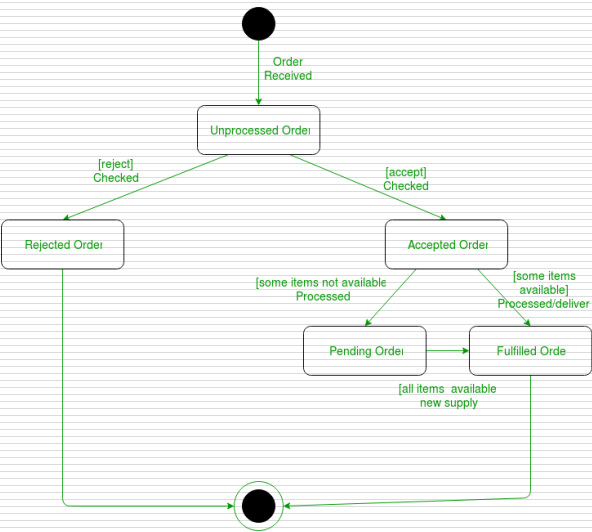 Order
Received
Unprocessed Order
[reject]
Checked
[accept]
Checked
Rejected Order
Accepted Order
[some items not available
Processed
[some items
available]
Processed/deliver
Pending Order
Fulfilled Orde
[all items available
new supply